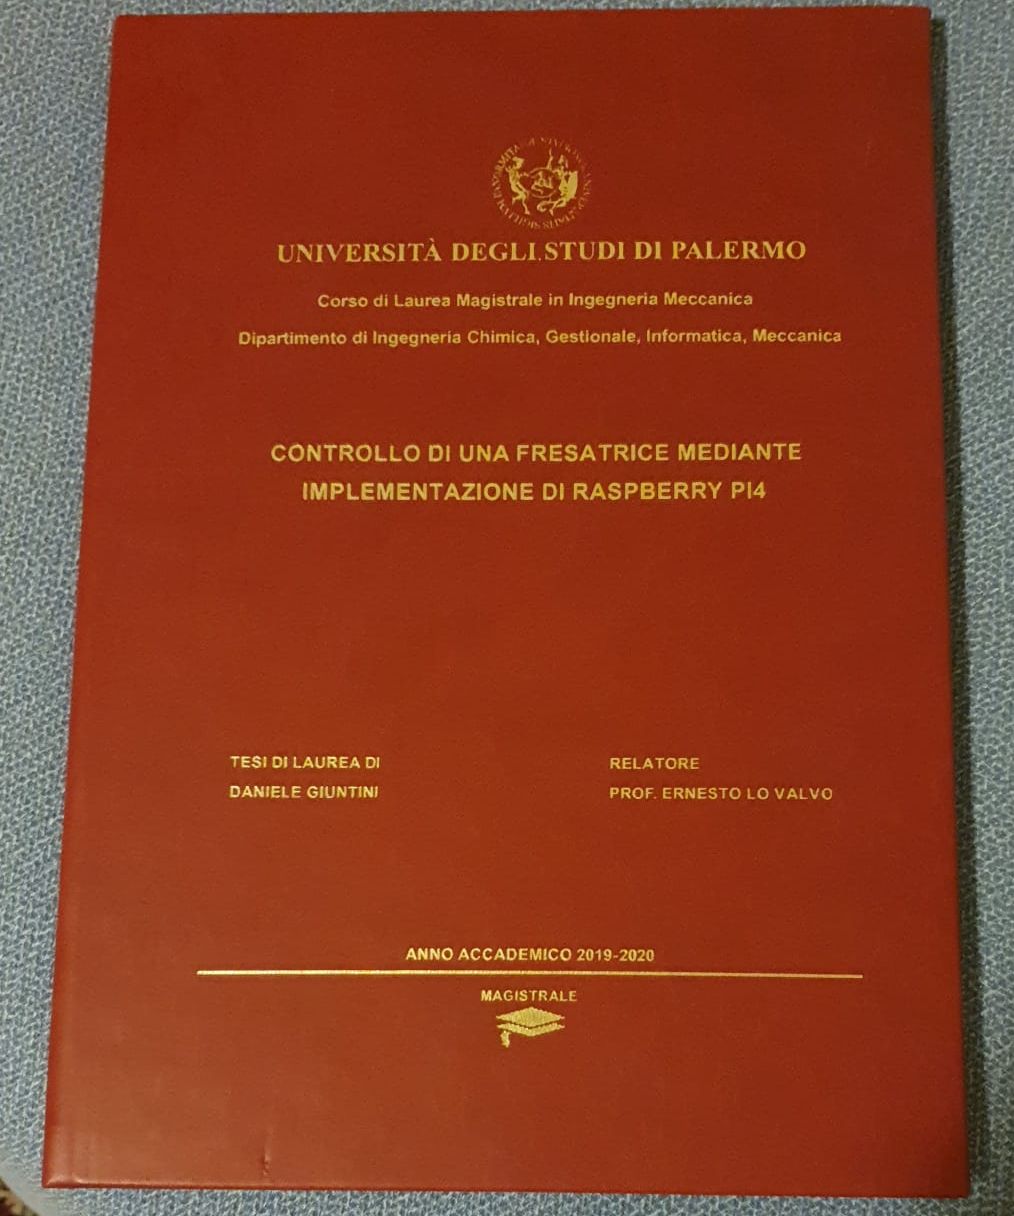 UNIVERSITÀ DEGLI STUDI DI PALERMO
Corso di Laurea Magistrale in Ingegneria Meccanica
Dipartimento di Ingegneria Chimica, Gestionale, Informatica, Meccanica
CONTROLLO DI UNA FRESATRICE MEDIANTE
IMPLEMENTAZIONE DI RASPBERRY PI4
TESI DI LAUREA DI
DANIELE GIUNTINI
RELATORE
PROF. ERNESTO LO VALVO
ANNO ACCADEMICO 2019-2020
MAGISTRALE